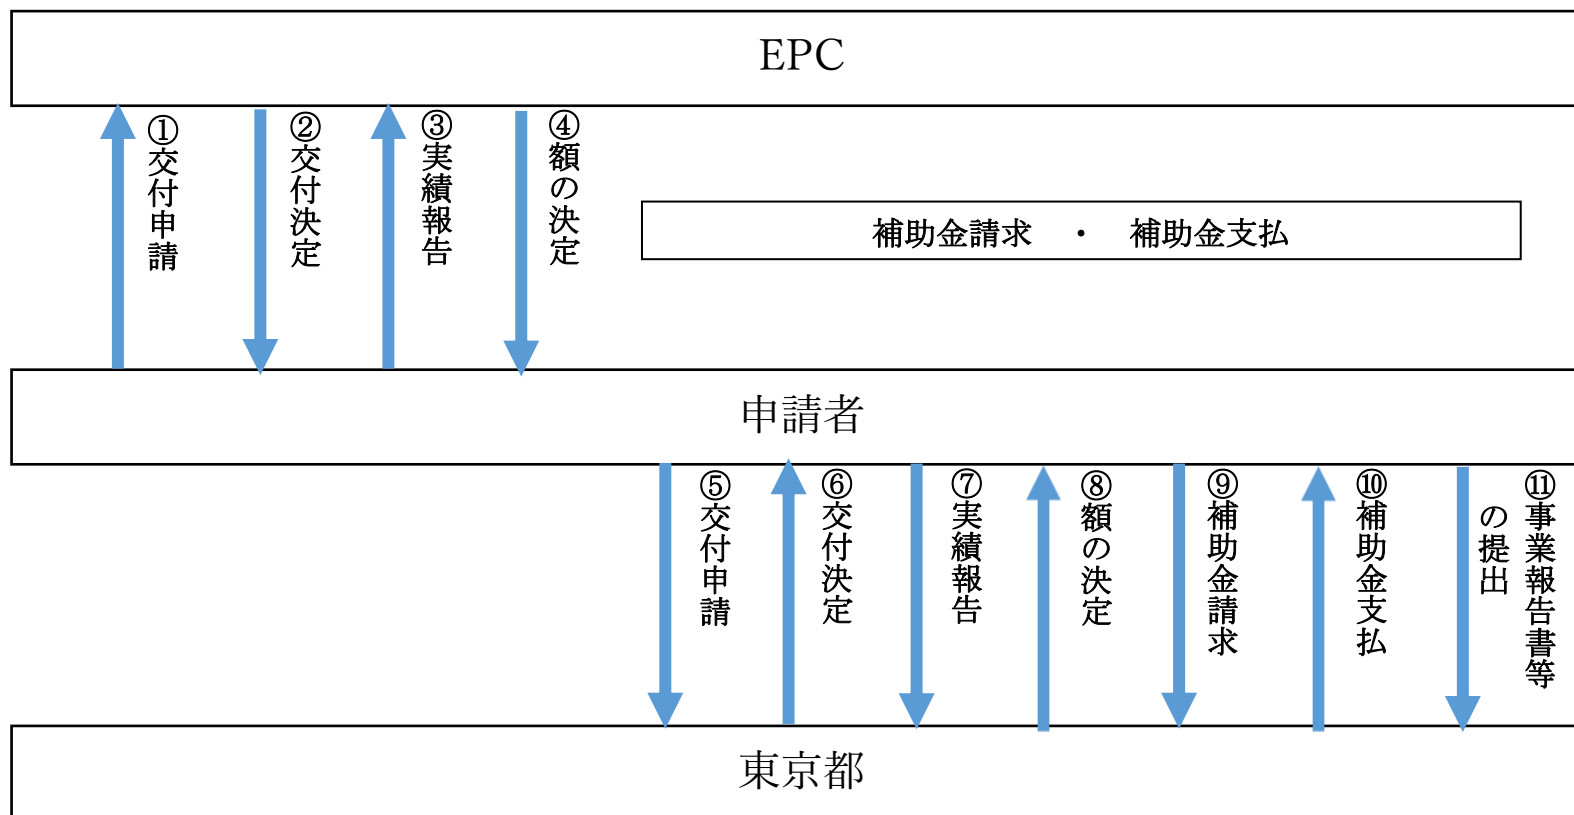 EPC
①交付申請
②交付決定
③実績報告
④額の決定
補助金請求　・　補助金支払
申請者
⑤交付申請
⑥交付決定
⑦実績報告
⑧額の決定
⑨補助金請求
⑩補助金支払
⑪事業報告書等
の提出
東京都